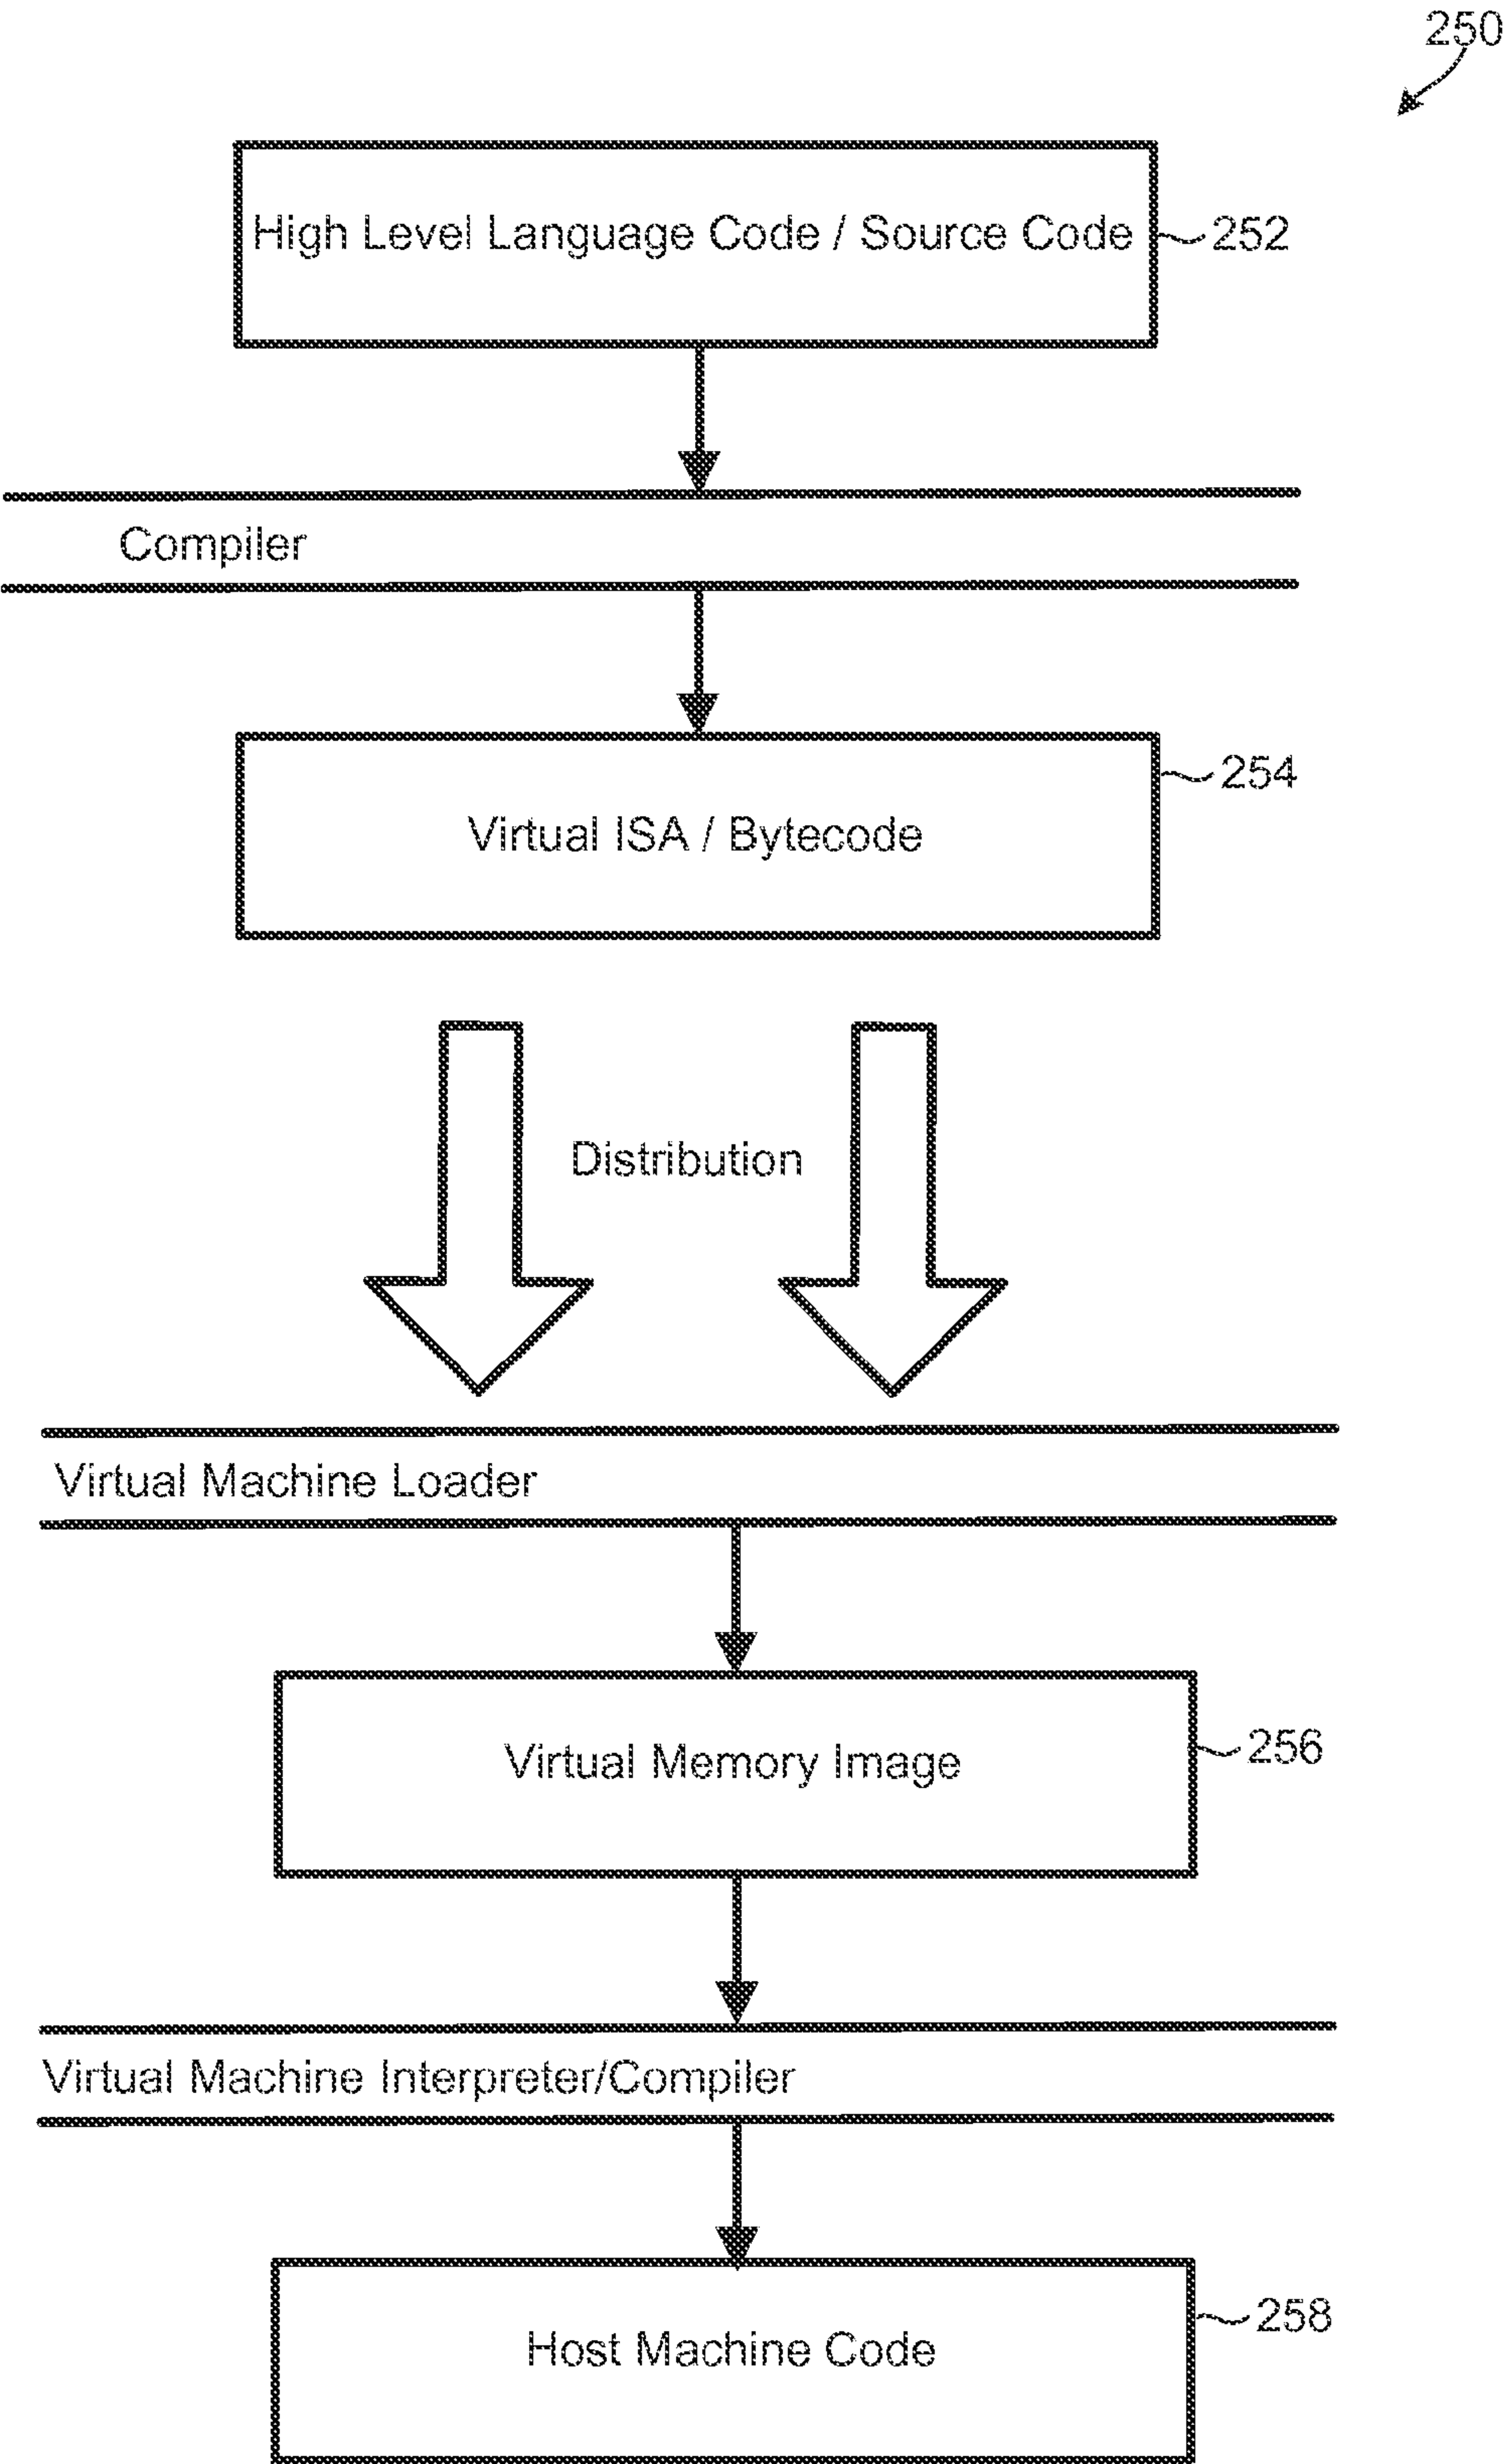 250
High Level Language Code / Source Code
252
Compiler
254
Virtual ISA / Bytecode
Distribution
Virtual Machine Loader
Virtual Memory Image
256
Virtual Machine Interpreter/Compiler
258
Host Machine Code